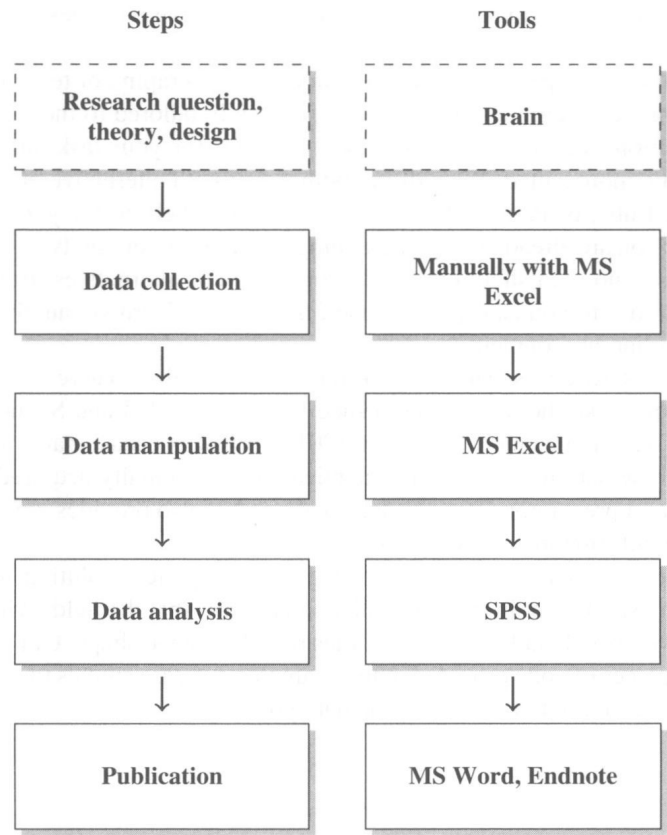 Steps
Tools
Research question,
theory, design
Brain
Data collection
Manually with MS
Excel
Data manipulation
MS Excel
Data analysis
SPSS
Publication
MS Word, Endnote